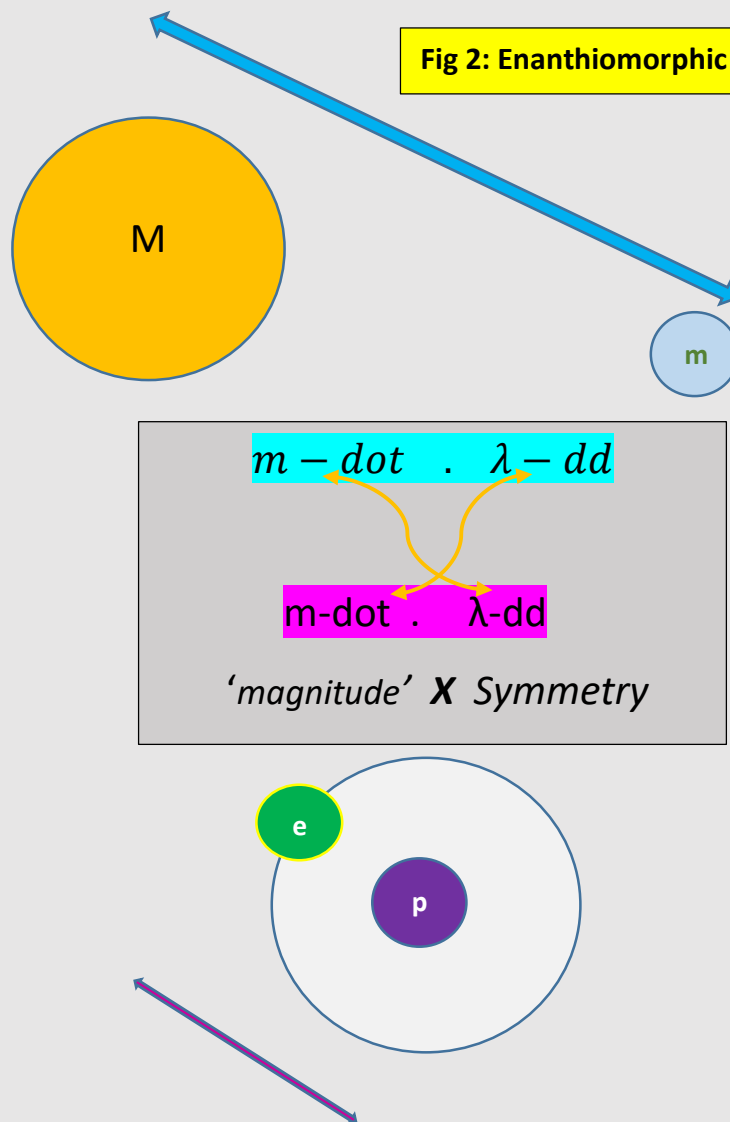 Fig 2: Enanthiomorphic
M
m
m – dot . λ – dd
m-dot . λ-dd
‘magnitude’ X Symmetry
e
p